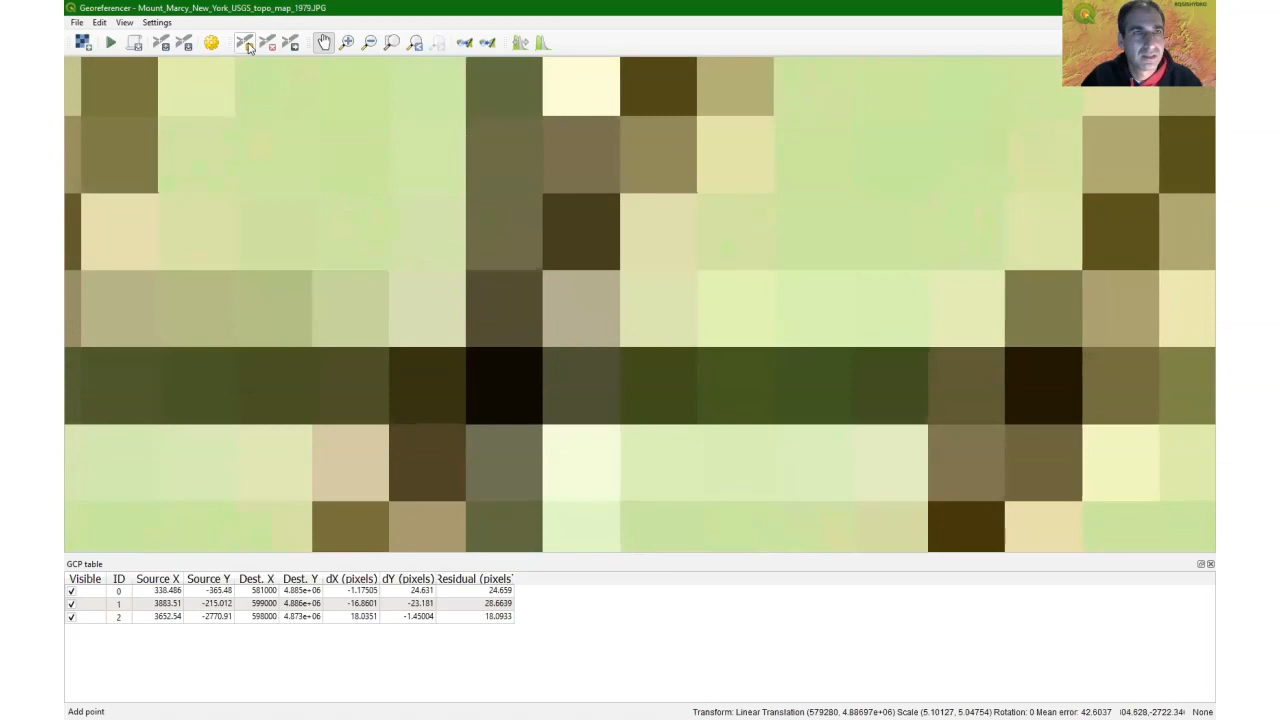 Georeferencer - Mount_Marcy_New_York_USGS_topo_map_1979.JPG
File Edit View Settings
#QGISHYDRO
GCP table
Visible ID Source X Source Y Dest. X Dest. Y dX (pixels) dY (pixels) Residual (pixels)
0 338.486 -365.48 581000 4.885e+06 -1.17505 24.631 24.659
1 3883.51 -215.012 599000 4.886e+06 -16.8601 -23.181 28.6639
2 3652.54 -2770.91 598000 4.873e+06 18.0351 -1.45004 18.0933
Add point
Transform: Linear Translation (579280, 4.88697e+06) Scale (5.10127, 5.04754) Rotation: 0 Mean error: 42.6037 None